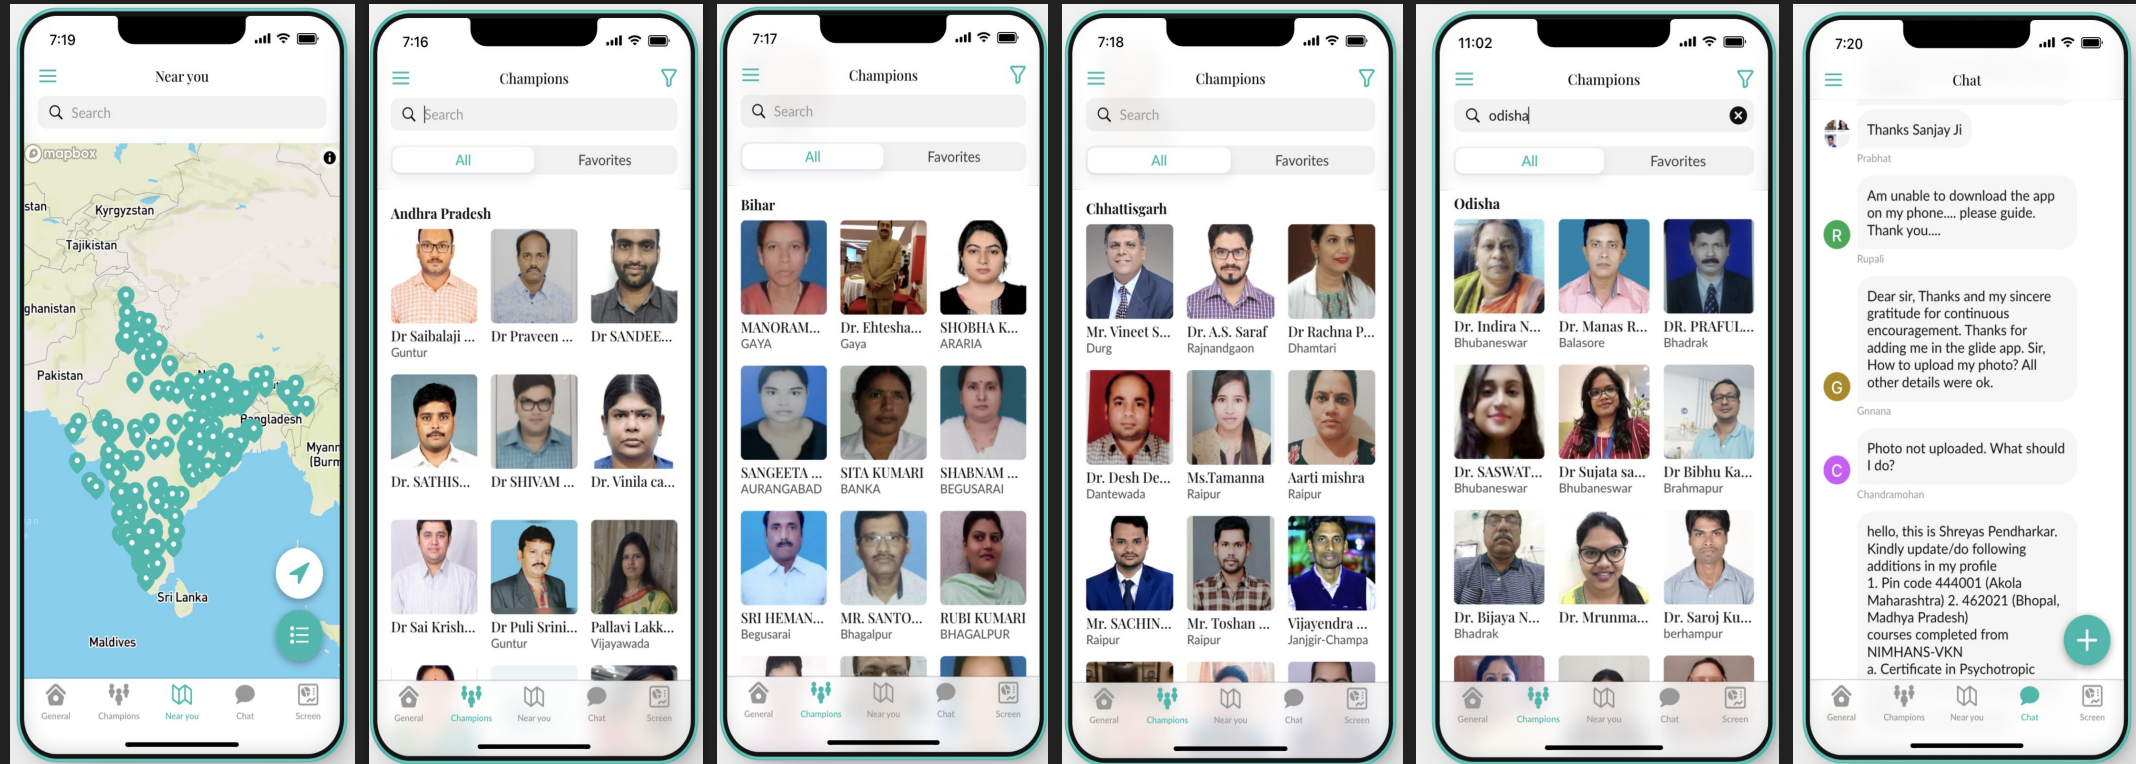 7:19
Near you
Search
mapbox
stan
Kyrgyzstan
Tajikistan
ghanistan
Pakistan
Bangladesh
Myann
(Burm
Sri Lanka
Maldives
General
Champions
Near you
Chat
Screen
7:16
Champions
Search
All
Favorites
Andhra Pradesh
Dr Saibalaji ...
Dr Praveen ...
Dr SANDEE...
Guntur
Dr. SATHIS...
Dr SHIVAM ...
Dr. Vinila ca...
Dr Sai Krish...
Dr Puli Srini...
Pallavi Lakk...
Guntur
Vijayawada
General
Champions
Near you
Chat
Screen
7:17
Champions
Search
All
Favorites
Bihar
MANORAM...
Dr. Ehtesha...
SHOBHA K...
GAYA
Gaya
ARARIA
SANGEETA ...
SITA KUMARI
SHABNAM ...
AURANGABAD
BANKA
BEGUSARAI
SRI HEMAN...
MR. SANTO...
RUBI KUMARI
Begusarai
Bhagalpur
BHAGALPUR
General
Champions
Near you
Chat
Screen
7:18
Champions
Search
All
Favorites
Chhattisgarh
Mr. Vineet S...
Dr. A.S. Saraf
Dr Rachna P...
Durg
Rajnandgaon
Dhamtari
Dr. Desh De...
Ms.Tamanna
Aarti mishra
Dantewada
Raipur
Raipur
Mr. SACHIN...
Mr. Toshan ...
Vijayendra ...
Raipur
Raipur
Janjgir-Champa
General
Champions
Near you
Chat
Screen
11:02
Champions
odisha
All
Favorites
Odisha
Dr. Indira N...
Dr. Manas R...
DR. PRAFUL...
Bhubaneswar
Balasore
Bhadrak
Dr. SASWAT...
Dr Sujata sa...
Dr Bibhu Ka...
Bhubaneswar
Bhubaneswar
Brahmapur
Dr. Bijaya N...
Dr. Mrunma...
Dr. Saroj Ku...
Bhadrak
berhampur
General
Champions
Near you
Chat
Screen
7:20
Chat
Thanks Sanjay Ji
Prabhat
Am unable to download the app
on my phone.... please guide.
Thank you....
R
Rupali
Dear sir, Thanks and my sincere
gratitude for continuous
encouragement. Thanks for
adding me in the glide app. Sir,
How to upload my photo? All
other details were ok.
G
Gnnana
Photo not uploaded. What should
I do?
C
Chandramohan
hello, this is Shreyas Pendharkar.
Kindly update/do following
additions in my profile
1. Pin code 444001 (Akola
Maharashtra) 2. 462021 (Bhopal,
Madhya Pradesh)
courses completed from
NIMHANS-VKN
a. Certificate in Psychotropic
General
Champions
Near you
Chat
Screen